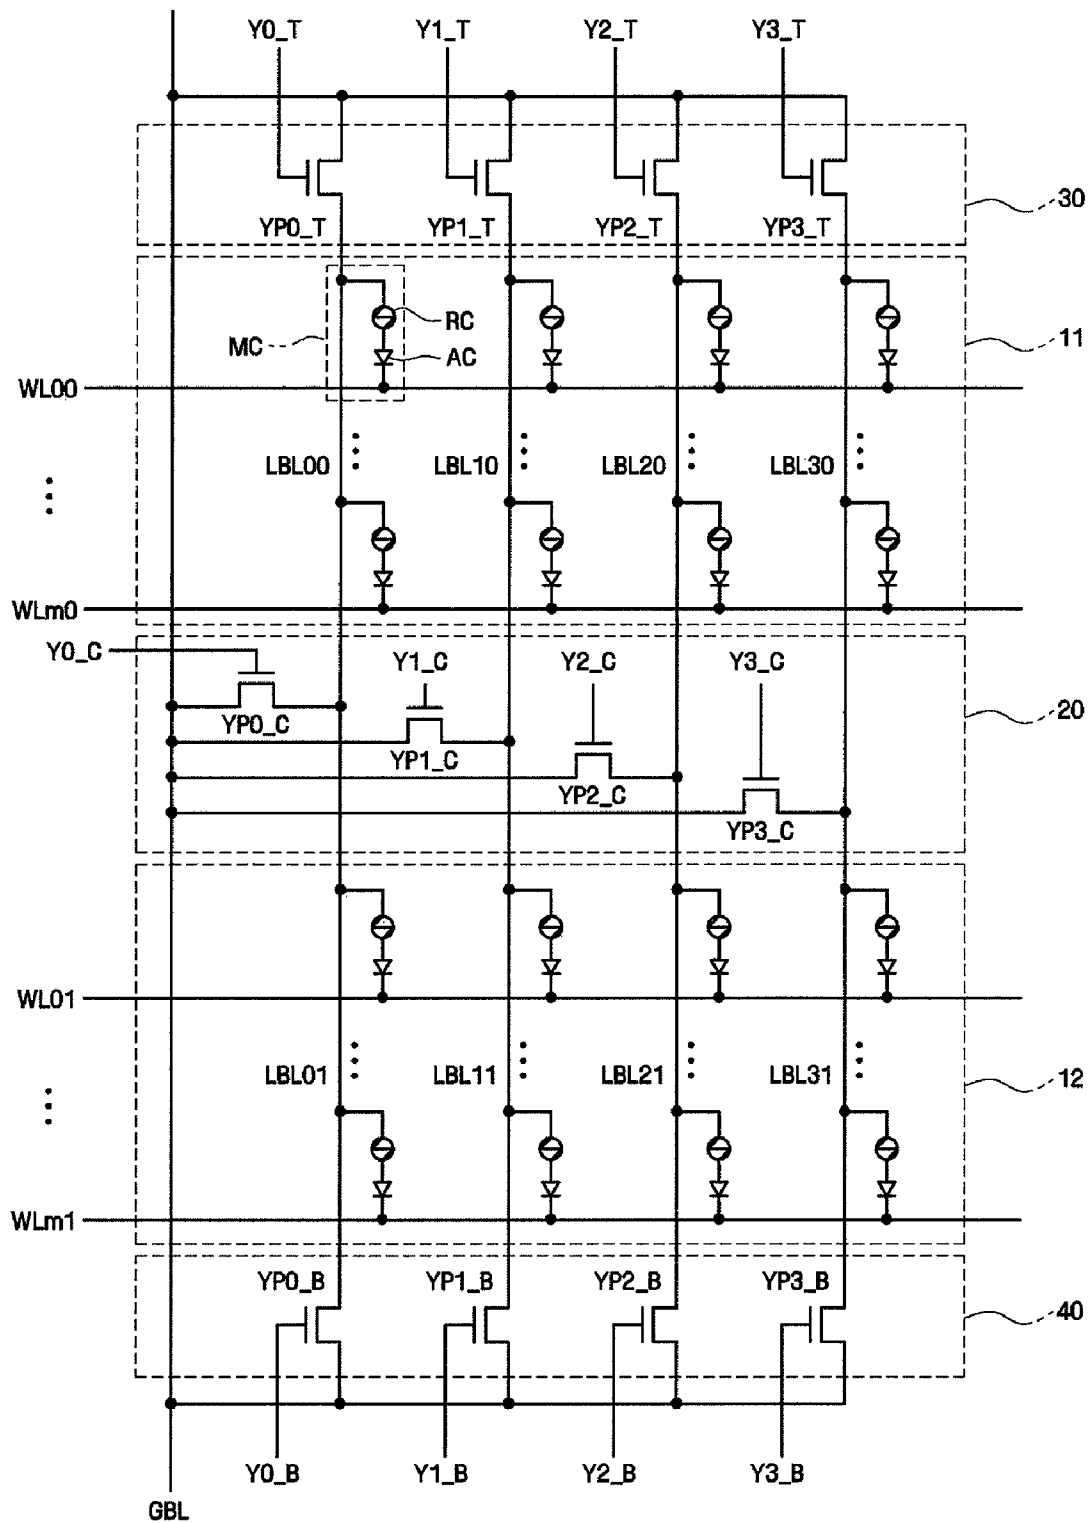 Y0_T Y1_T Y2_T Y3_T
30
YP0_T YP1_T YP2_T YP3_T
RC
MC
11
AC
WL00
LBL00 LBL10 LBL20 LBL30
WLm0
Y0_C
Y1_C Y2_C Y3_C
20
YP0_C
YP1_C
YP2_C
YP3_C
WL01
LBL01 LBL11 LBL21 LBL31
12
WLm1
YP0_B YP1_B YP2_B YP3_B
40
Y0_B Y1_B Y2_B Y3_B
GBL